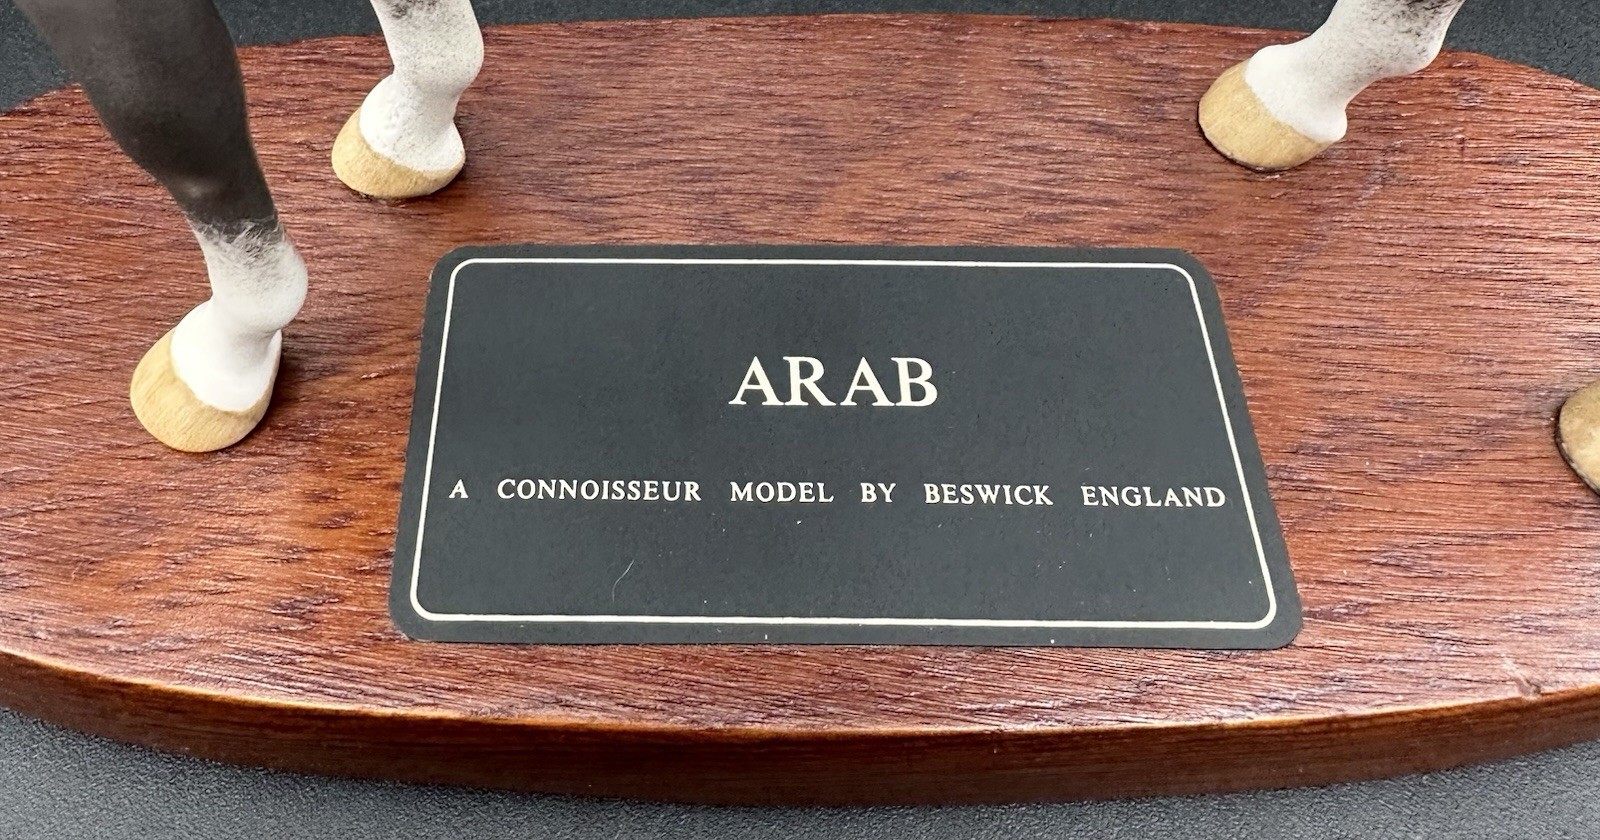 ARAB
A CONNOISSEUR MODEL BY BESWICK ENGLAND